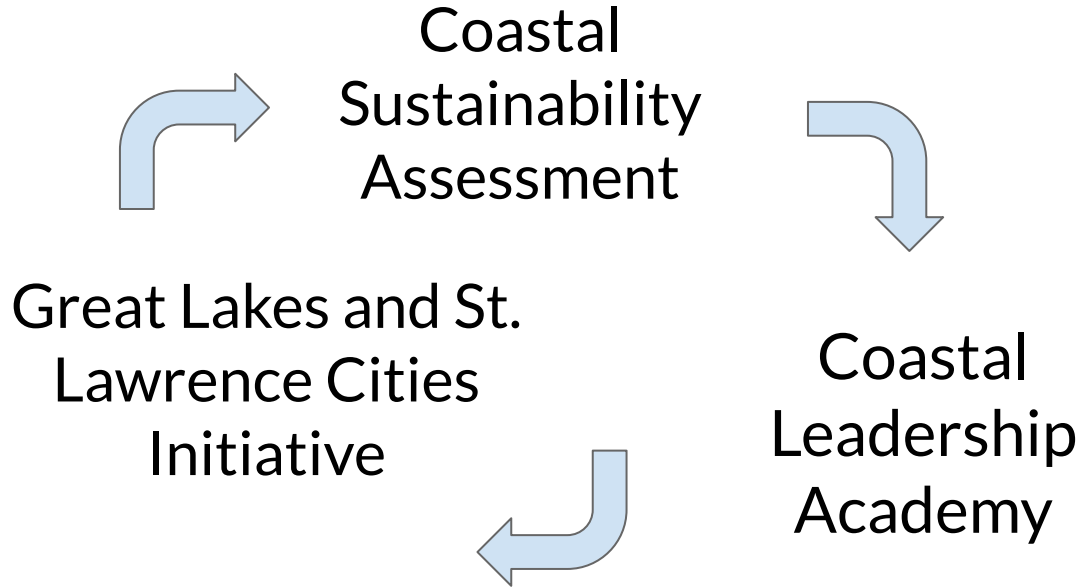 Coastal
Sustainability
Assessment
Great Lakes and St.
Lawrence Cities
Initiative
Coastal
Leadership
Academy